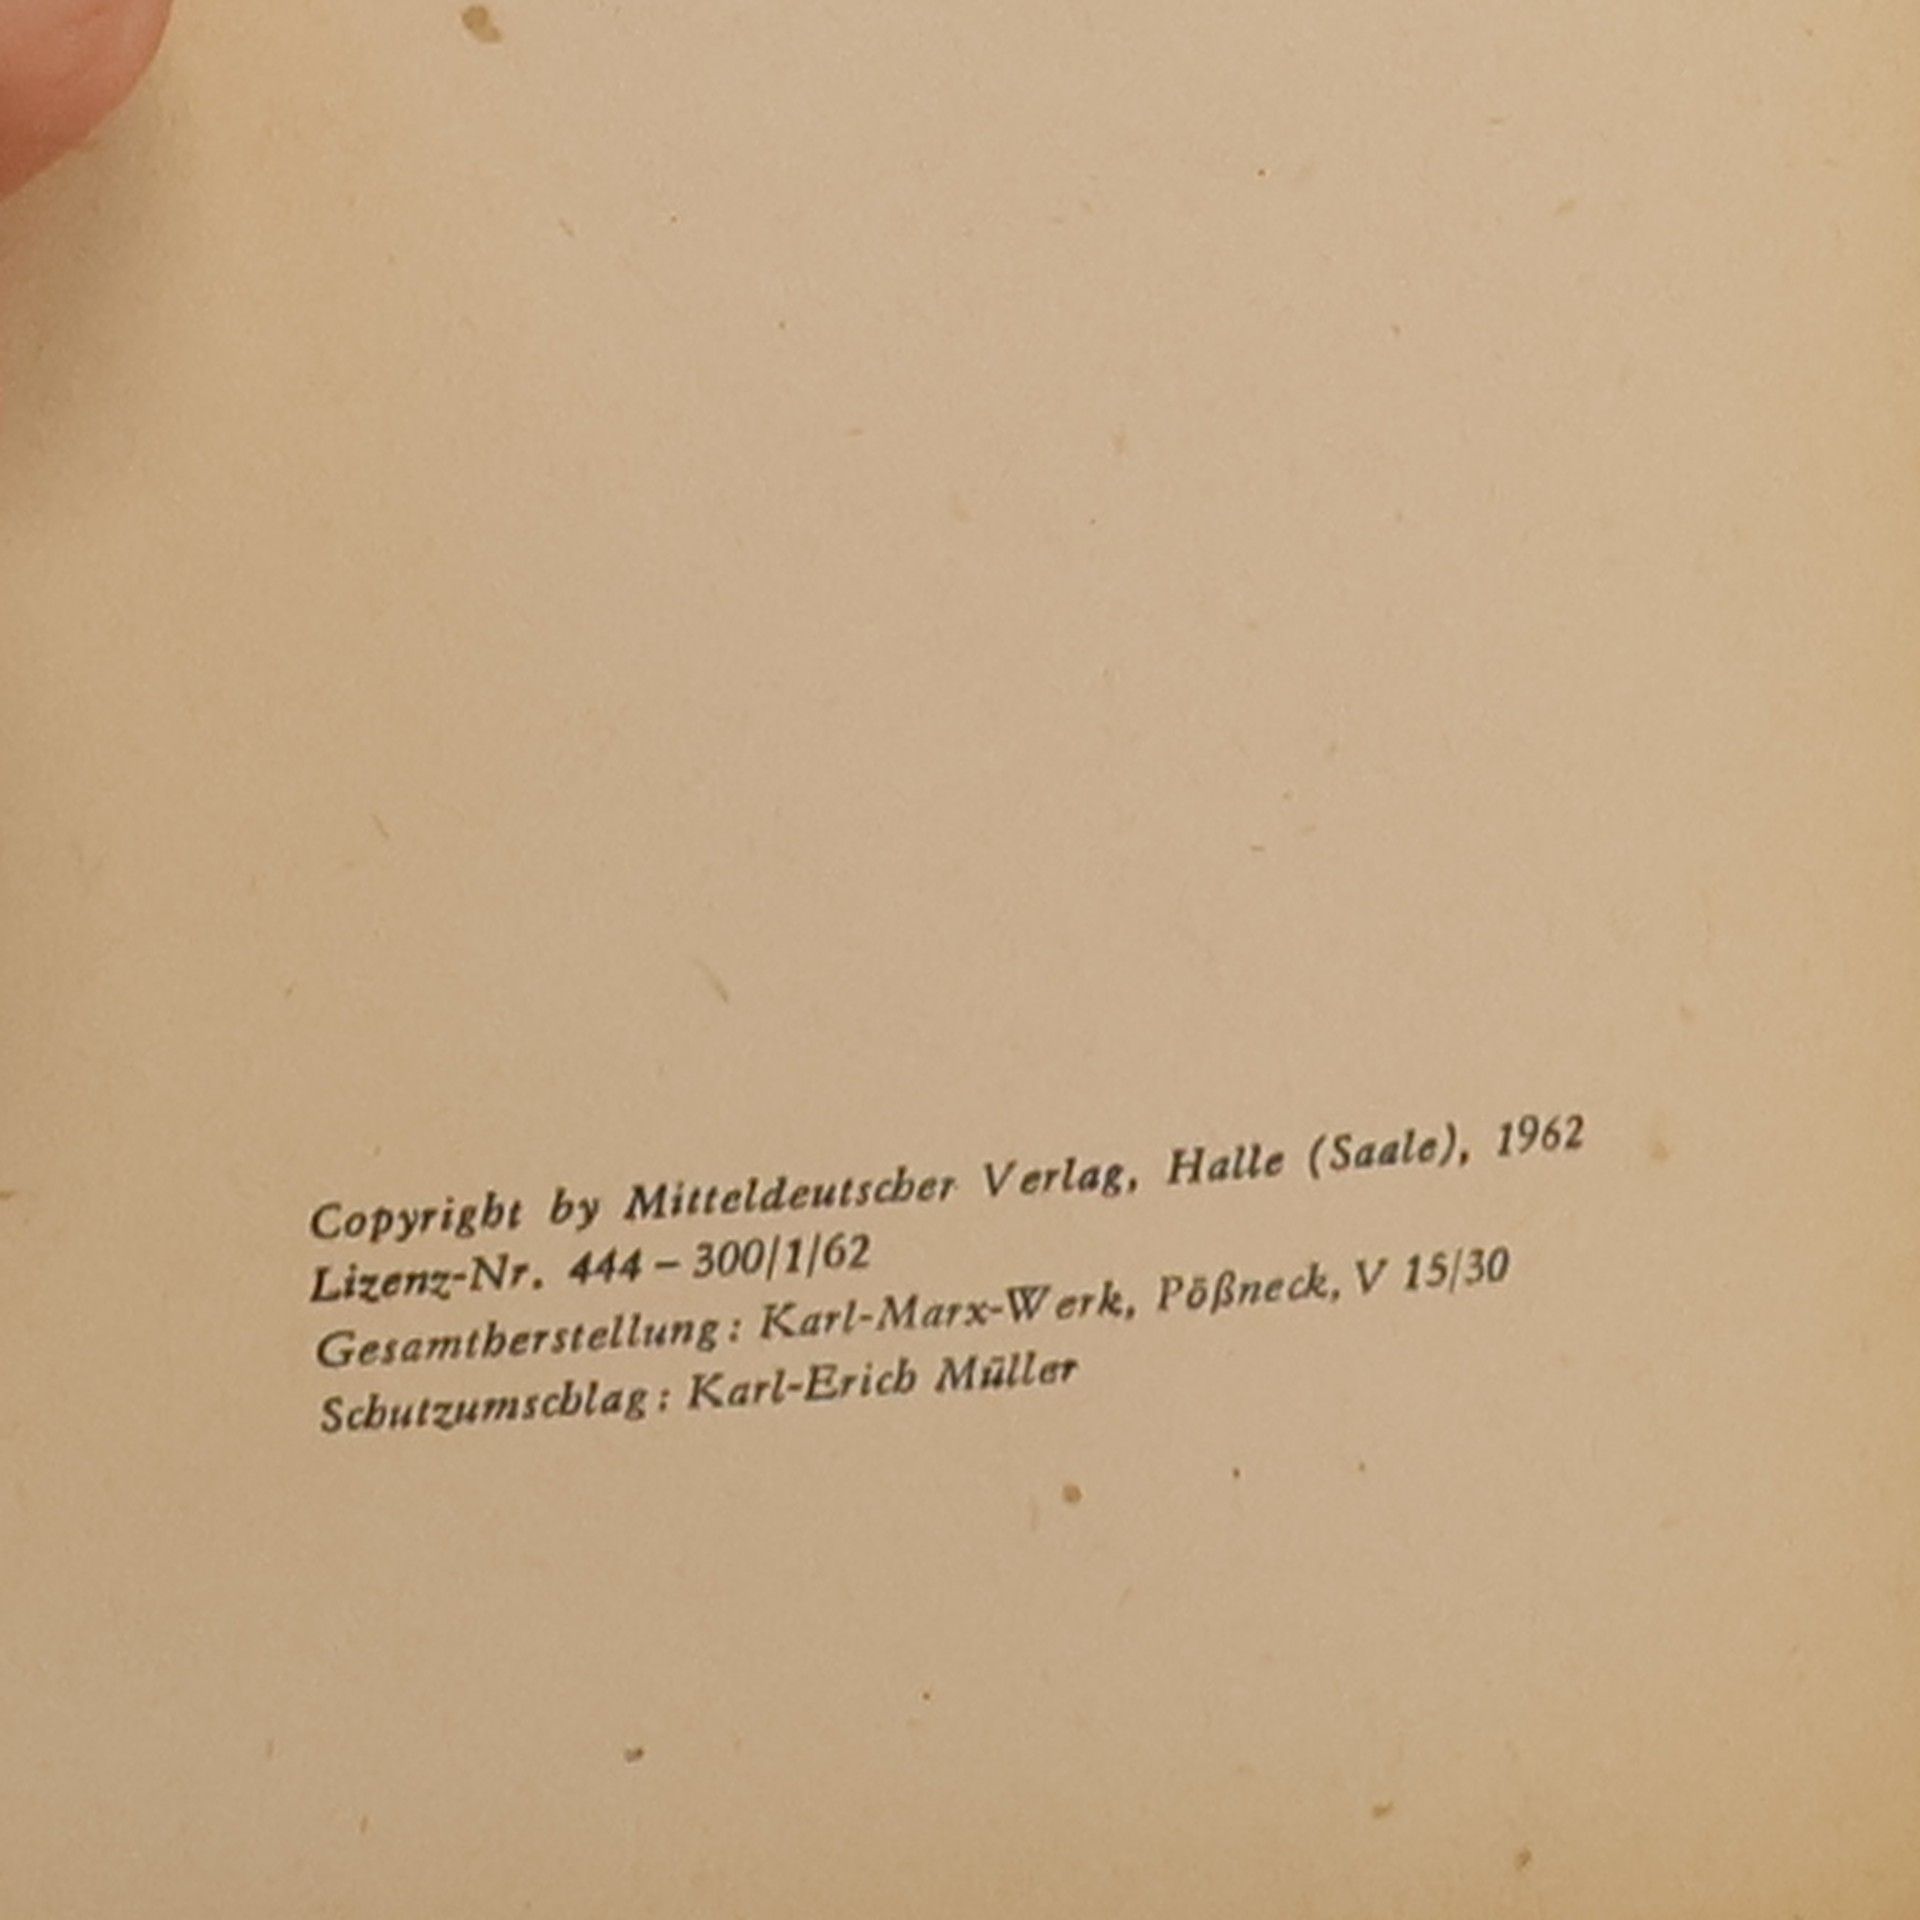 Copyright by Mitteldeutscher Verlag, Halle (Saale), 1962
Lizenz-Nr. 444 – 300/1/62
Gesamtherstellung: Karl-Marx-Werk, Pößneck, V 15/30
Schutzumschlag: Karl-Erich Müller